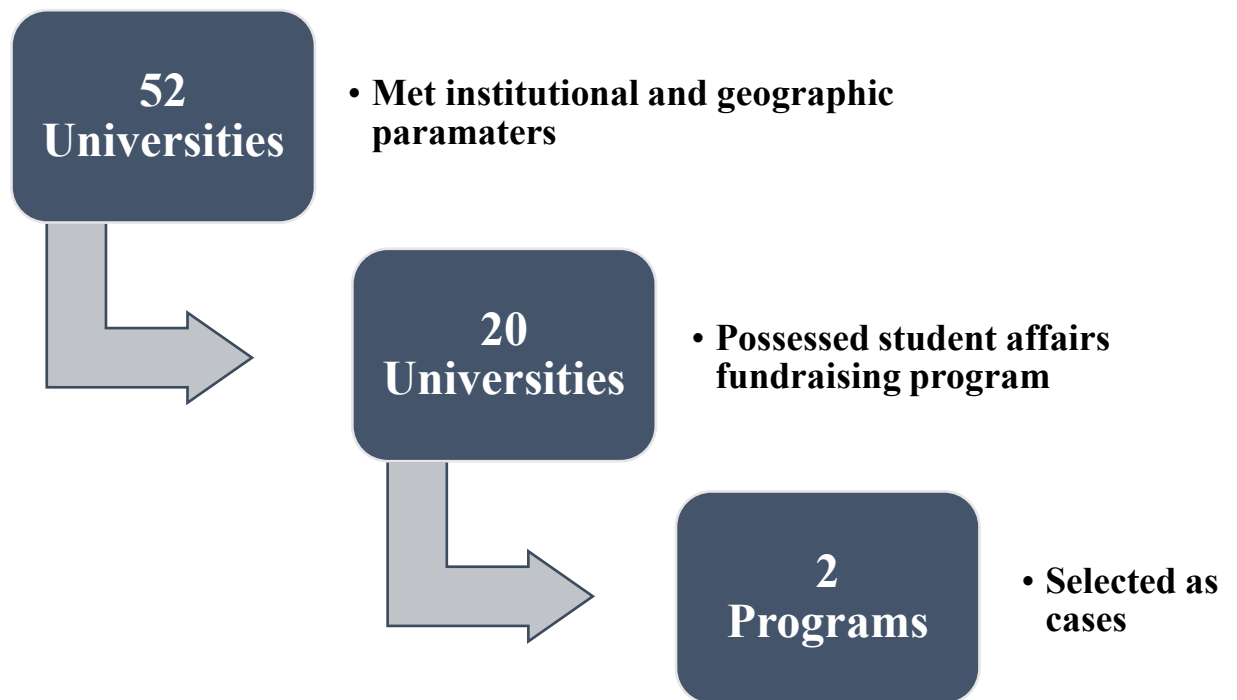 52
Universities
• Met institutional and geographic
paramaters
20
Universities
• Possessed student affairs
fundraising program
2
Programs
• Selected as
cases